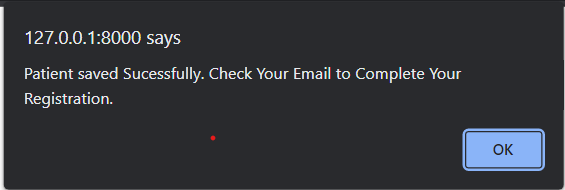 127.0.0.1:8000 says
Patient saved Sucessfully. Check Your Email to Complete Your
Registration.
OK